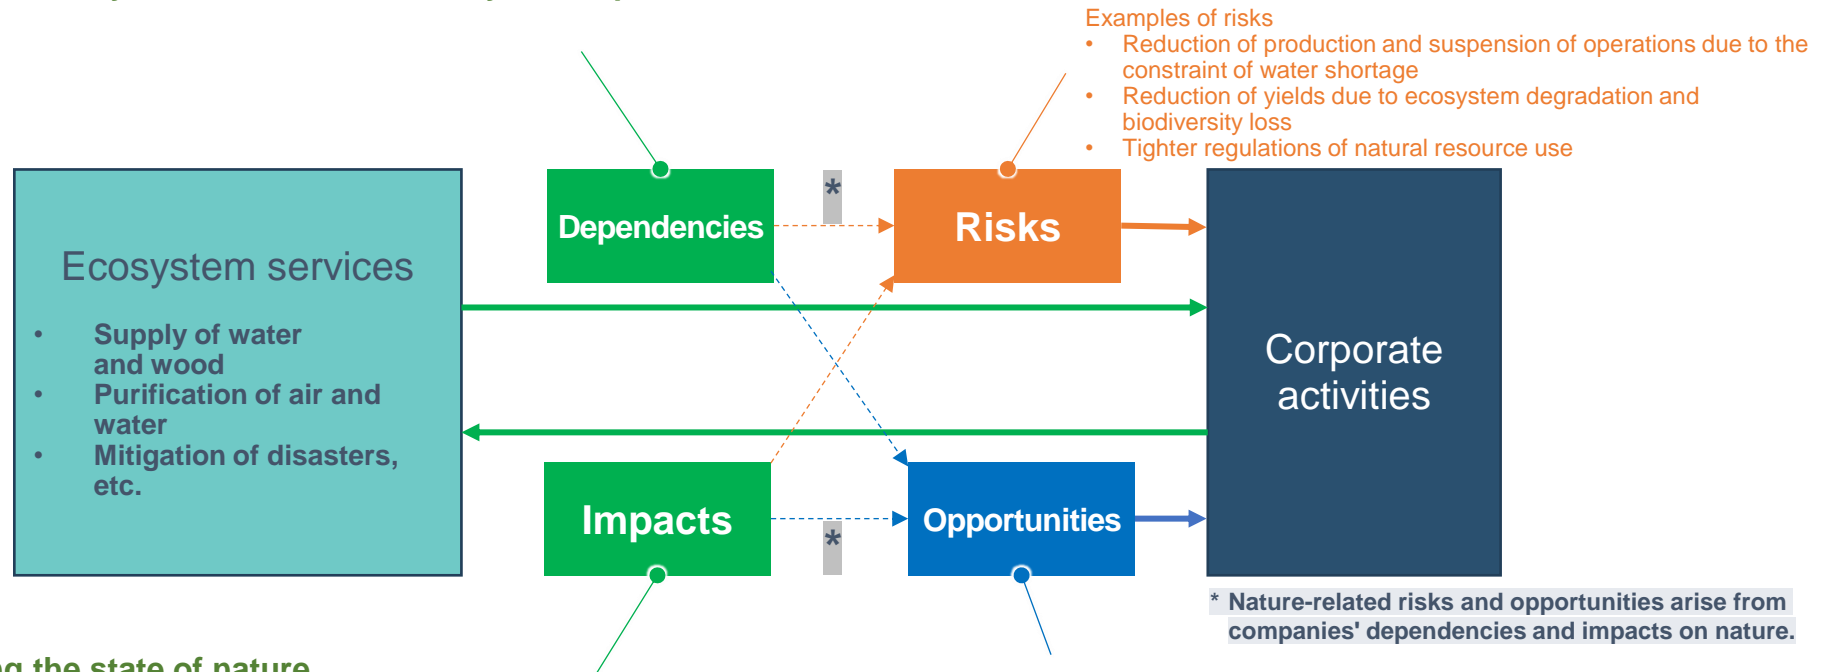 Examples of risks
• Reduction of production and suspension of operations due to the
constraint of water shortage
• Reduction of yields due to ecosystem degradation and
biodiversity loss
• Tighter regulations of natural resource use
Ecosystem services
• Supply of water
and wood
• Purification of air and
water
• Mitigation of disasters,
etc.
Dependencies
*
Risks
Corporate
activities
Impacts
*
Opportunities
* Nature-related risks and opportunities arise from
companies' dependencies and impacts on nature.
the state of nature